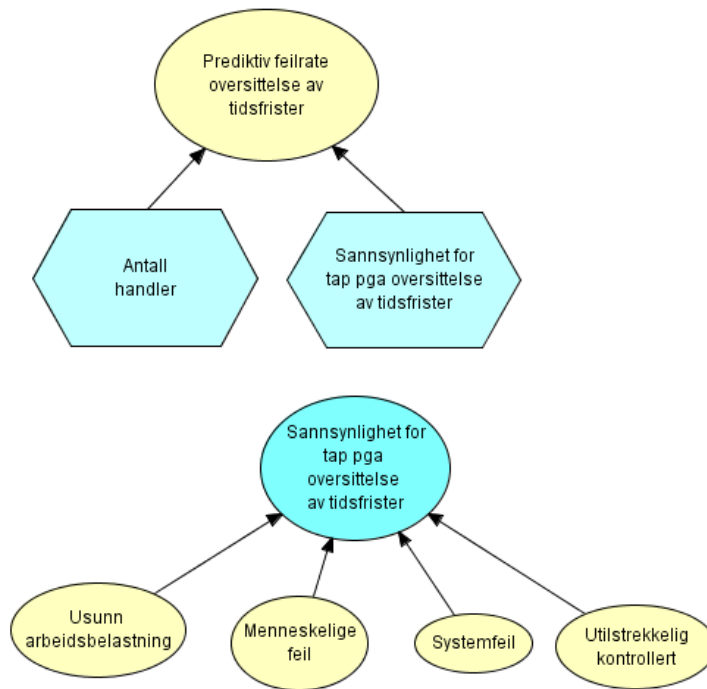 Prediktiv feilrate
oversittelse av
tidsfrister
Antall
handler
Sannsynlighet for
tap pga oversittelse
av tidsfrister
Sannsynlighet for
tap pga
oversittelse
av tidsfrister
Usunn
arbeidsbelastning
Menneskelige
feil
Systemfeil
Utilstrekkelig
kontrollert